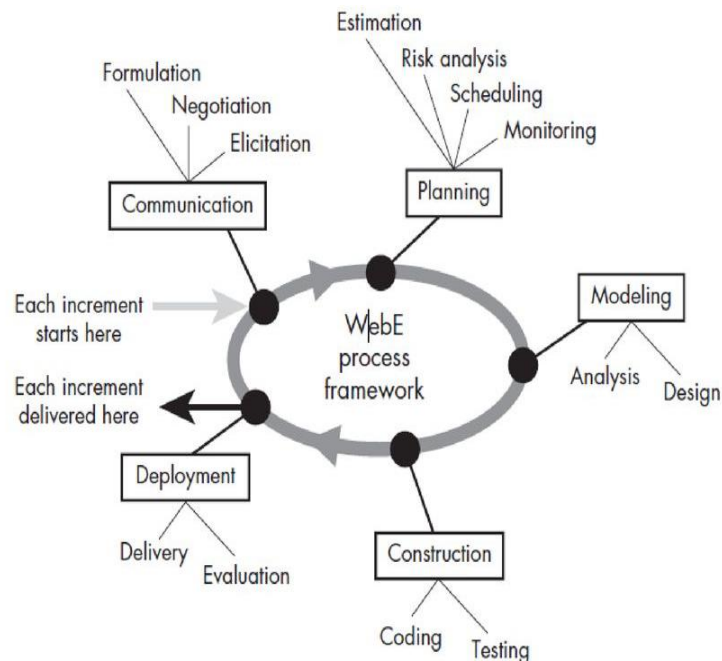 Estimation
Risk analysis
Scheduling
Monitoring
Planning
Formulation
Negotiation
Elicitation
Communication
Each increment
starts here
WebE
process
framework
Modeling
Analysis
Design
Each increment
delivered here
Deployment
Delivery
Evaluation
Construction
Coding
Testing